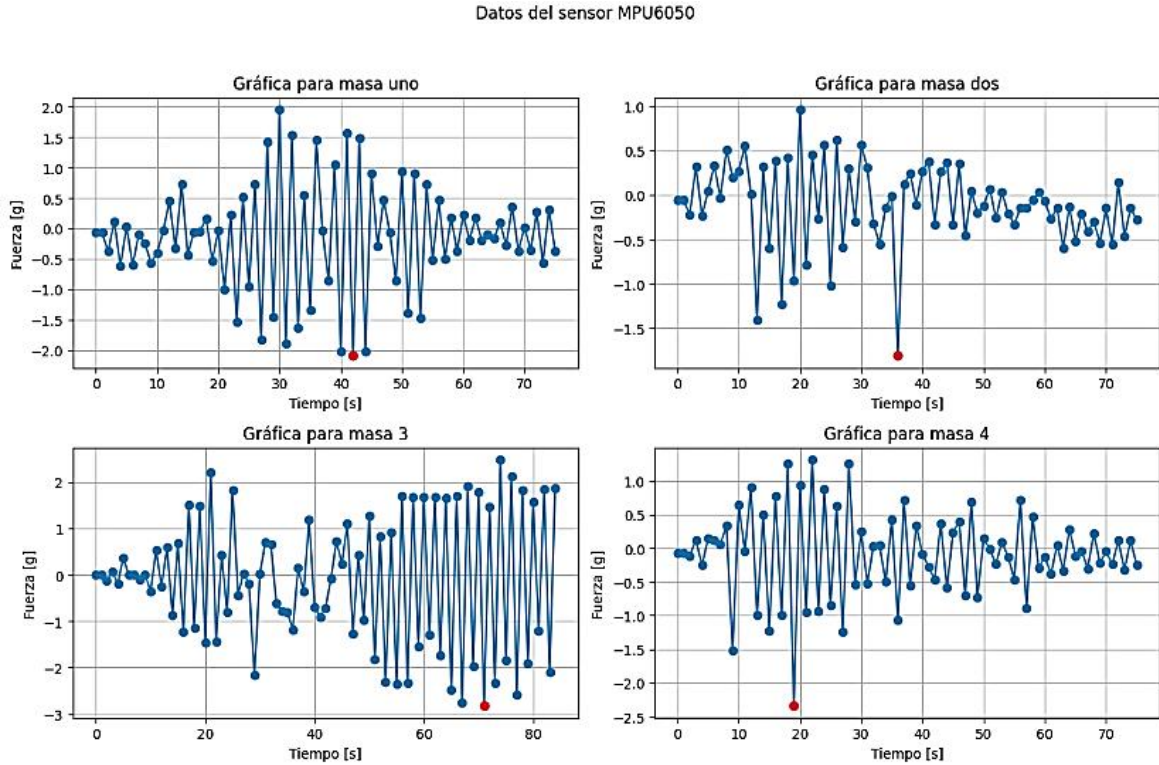 Datos del sensor MPU6050
Gráfica para masa uno
2.0
1.5
1.0
0.5
0.0
−0.5
−1.0
−1.5
−2.0
Fuerza [g]
0 10 20 30 40 50 60 70
Tiempo [s]
Gráfica para masa dos
1.0
0.5
0.0
−0.5
−1.0
−1.5
Fuerza [g]
0 10 20 30 40 50 60 70
Tiempo [s]
Gráfica para masa 3
2
1
0
−1
−2
−3
Fuerza [g]
0 20 40 60 80
Tiempo [s]
Gráfica para masa 4
1.0
0.5
0.0
−0.5
−1.0
−1.5
−2.0
−2.5
Fuerza [g]
0 10 20 30 40 50 60 70
Tiempo [s]